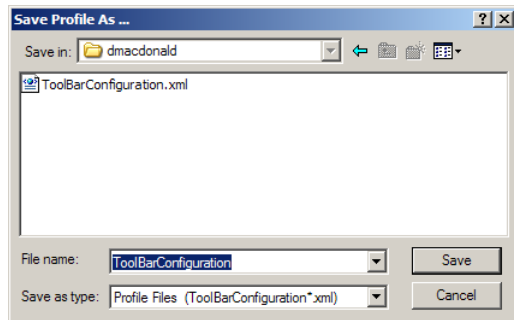 Save Profile As ...
Save in: dmacdonald
ToolBarConfiguration.xml
File name: ToolBarConfiguration Save
Save as type: Profile Files (ToolBarConfiguration*.xml) Cancel